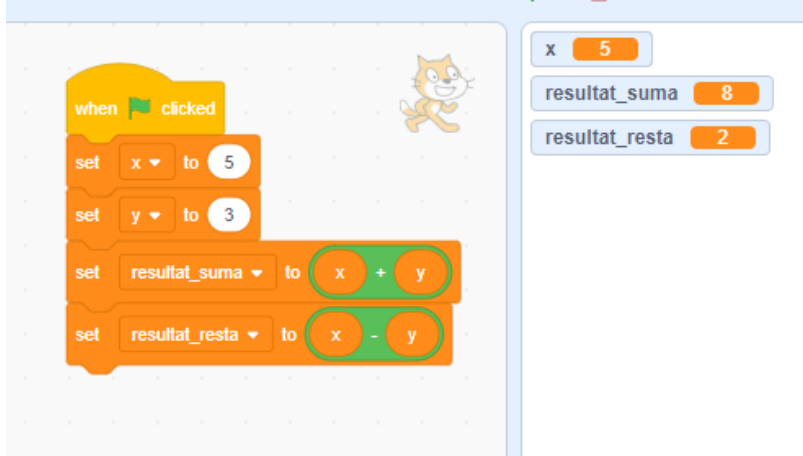 when clicked
set x to 5
set y to 3
set resultat_suma to x + y
set resultat_resta to x - y
x 5
resultat_suma 8
resultat_resta 2